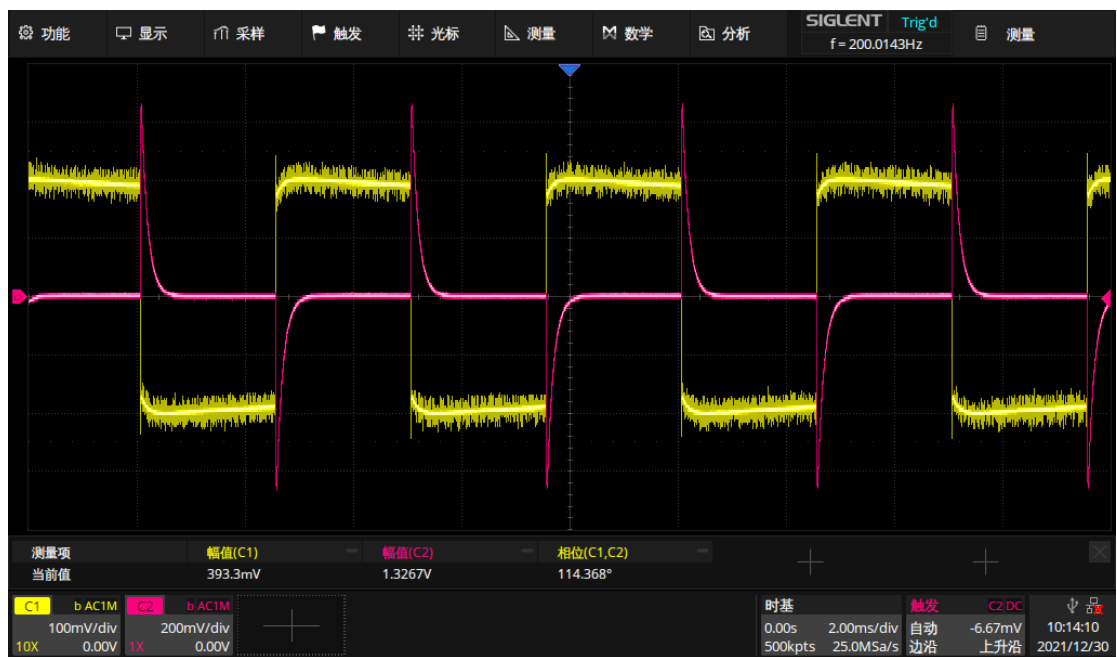 功能 显示 采样 触发 光标 测量 数学 分析 SIGLENT Trig'd 测量
f = 200.0143Hz
测量项 幅值(C1) 幅值(C2) 相位(C1,C2)
当前值 393.3mV 1.3267V 114.368°
C1 b AC1M C2 b AC1M 时基 触发 C2 DC
100mV/div 200mV/div 0.00s 2.00ms/div 自动 -6.67mV 10:14:10
10X 0.00V 1X 0.00V 500kpts 25.0MSa/s 边沿 上升沿 2021/12/30